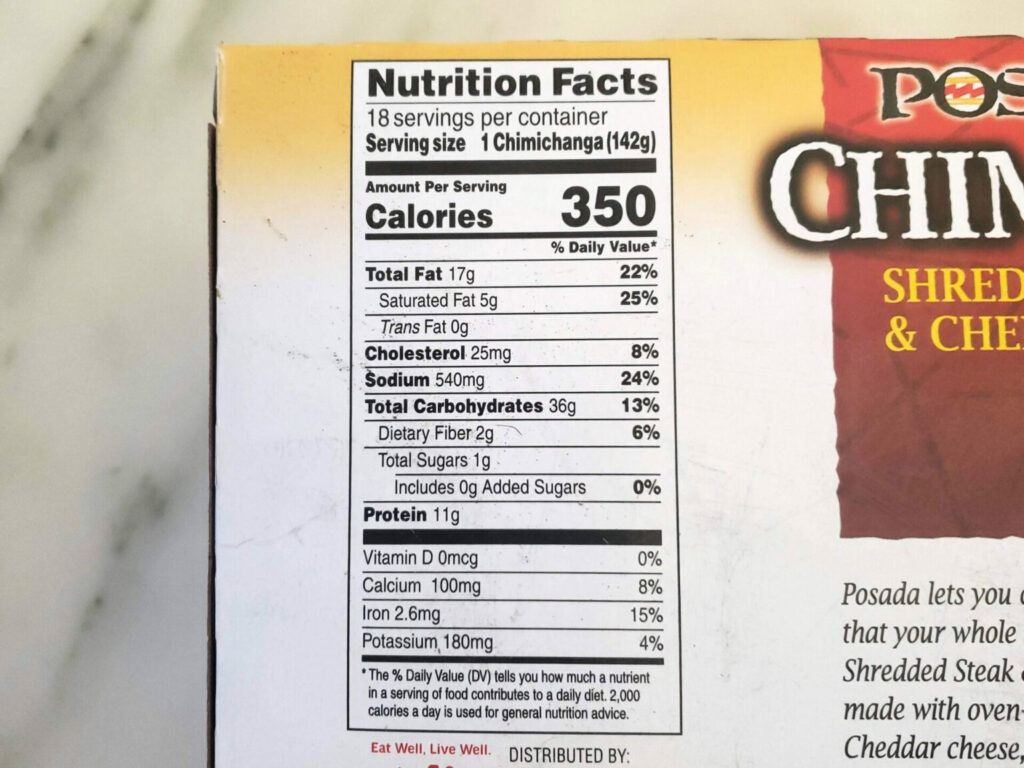 Nutrition Facts
18 servings per container
Serving size 1 Chimichanga (142g)
Amount Per Serving
Calories 350
% Daily Value*
Total Fat 17g 22%
Saturated Fat 5g 25%
Trans Fat 0g
Cholesterol 25mg 8%
Sodium 540mg 24%
Total Carbohydrates 36g 13%
Dietary Fiber 2g 6%
Total Sugars 1g
Includes 0g Added Sugars 0%
Protein 11g
Vitamin D 0mcg 0%
Calcium 100mg 8%
Iron 2.6mg 15%
Potassium 180mg 4%
* The % Daily Value (DV) tells you how much a nutrient
in a serving of food contributes to a daily diet. 2,000
calories a day is used for general nutrition advice.
Eat Well, Live Well.
DISTRIBUTED BY:
POS
CHIM
SHRED
& CHE
Posada lets you
that your whole
Shredded Steak
made with oven-
Cheddar cheese,